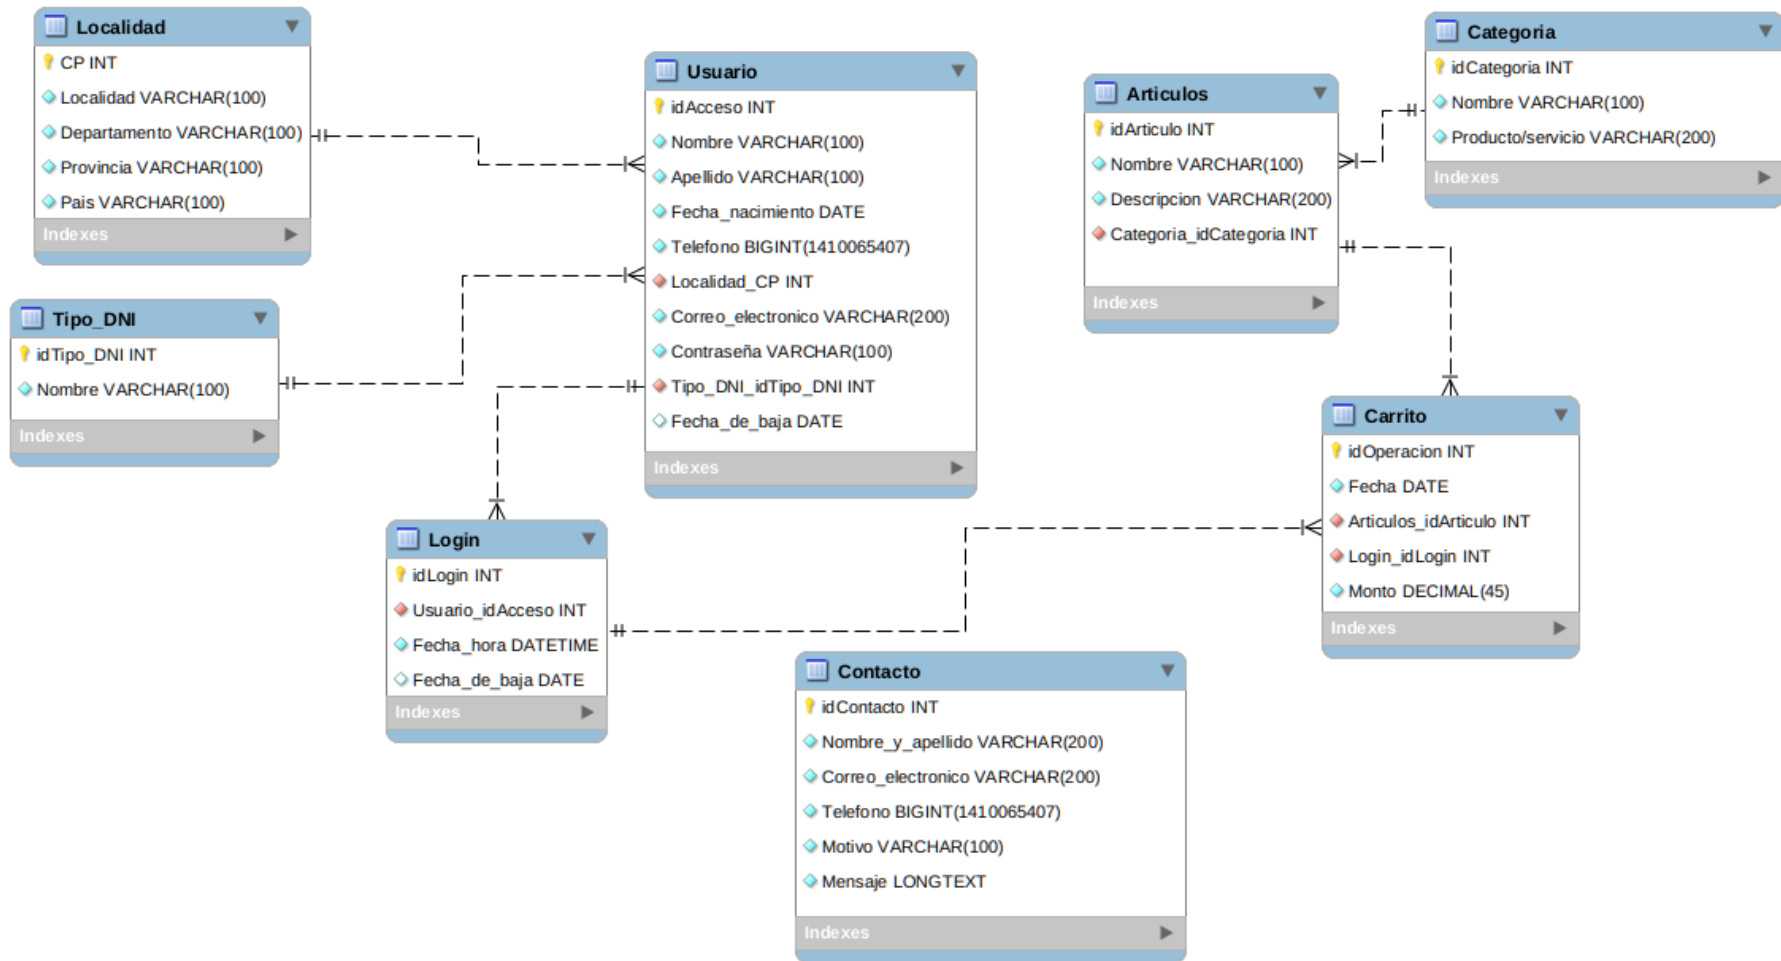 Localidad
CP INT
Localidad VARCHAR(100)
Departamento VARCHAR(100)
Provincia VARCHAR(100)
Pais VARCHAR(100)
Indexes
Tipo_DNI
idTipo_DNI INT
Nombre VARCHAR(100)
Indexes
Usuario
idAcceso INT
Nombre VARCHAR(100)
Apellido VARCHAR(100)
Fecha_nacimiento DATE
Telefono BIGINT(1410065407)
Localidad_CP INT
Correo_electronico VARCHAR(200)
Contraseña VARCHAR(100)
Tipo_DNI_idTipo_DNI INT
Fecha_de_baja DATE
Indexes
Login
idLogin INT
Usuario_idAcceso INT
Fecha_hora DATETIME
Fecha_de_baja DATE
Indexes
Articulos
idArticulo INT
Nombre VARCHAR(100)
Descripcion VARCHAR(200)
Categoria_idCategoria INT
Indexes
Categoria
idCategoria INT
Nombre VARCHAR(100)
Producto/servicio VARCHAR(200)
Indexes
Carrito
idOperacion INT
Fecha DATE
Articulos_idArticulo INT
Login_idLogin INT
Monto DECIMAL(45)
Indexes
Contacto
idContacto INT
Nombre_y_apellido VARCHAR(200)
Correo_electronico VARCHAR(200)
Telefono BIGINT(1410065407)
Motivo VARCHAR(100)
Mensaje LONGTEXT
Indexes